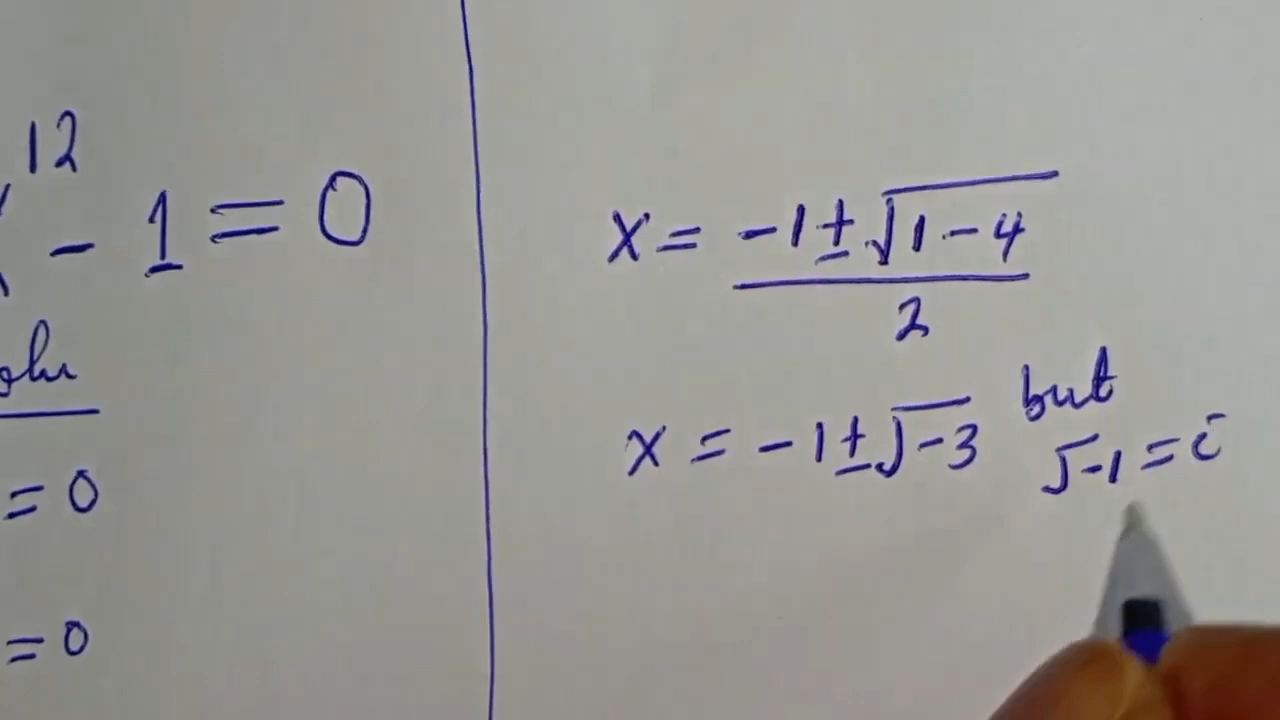 12
- 1 = 0
= 0
= 0
x = -1 ± √1 - 4
2
x = -1 ± √-3 but
√-1 = i